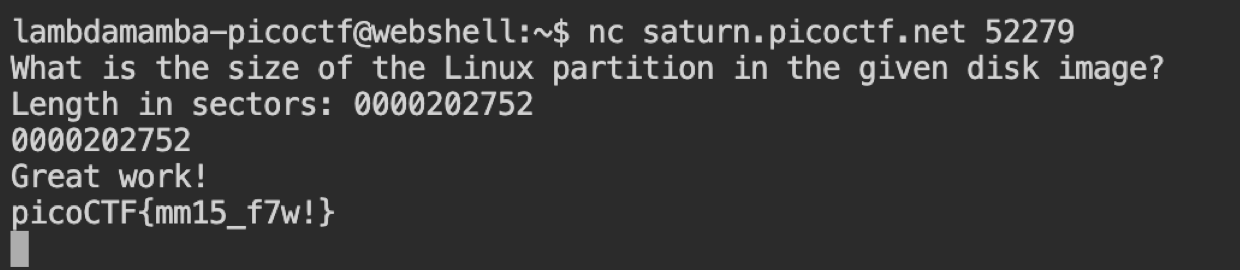 lambdamamba-picoctf@webshell:~$ nc saturn.picoctf.net 52279
What is the size of the Linux partition in the given disk image?
Length in sectors: 0000202752
0000202752
Great work!
picoCTF{mm15_f7w!}